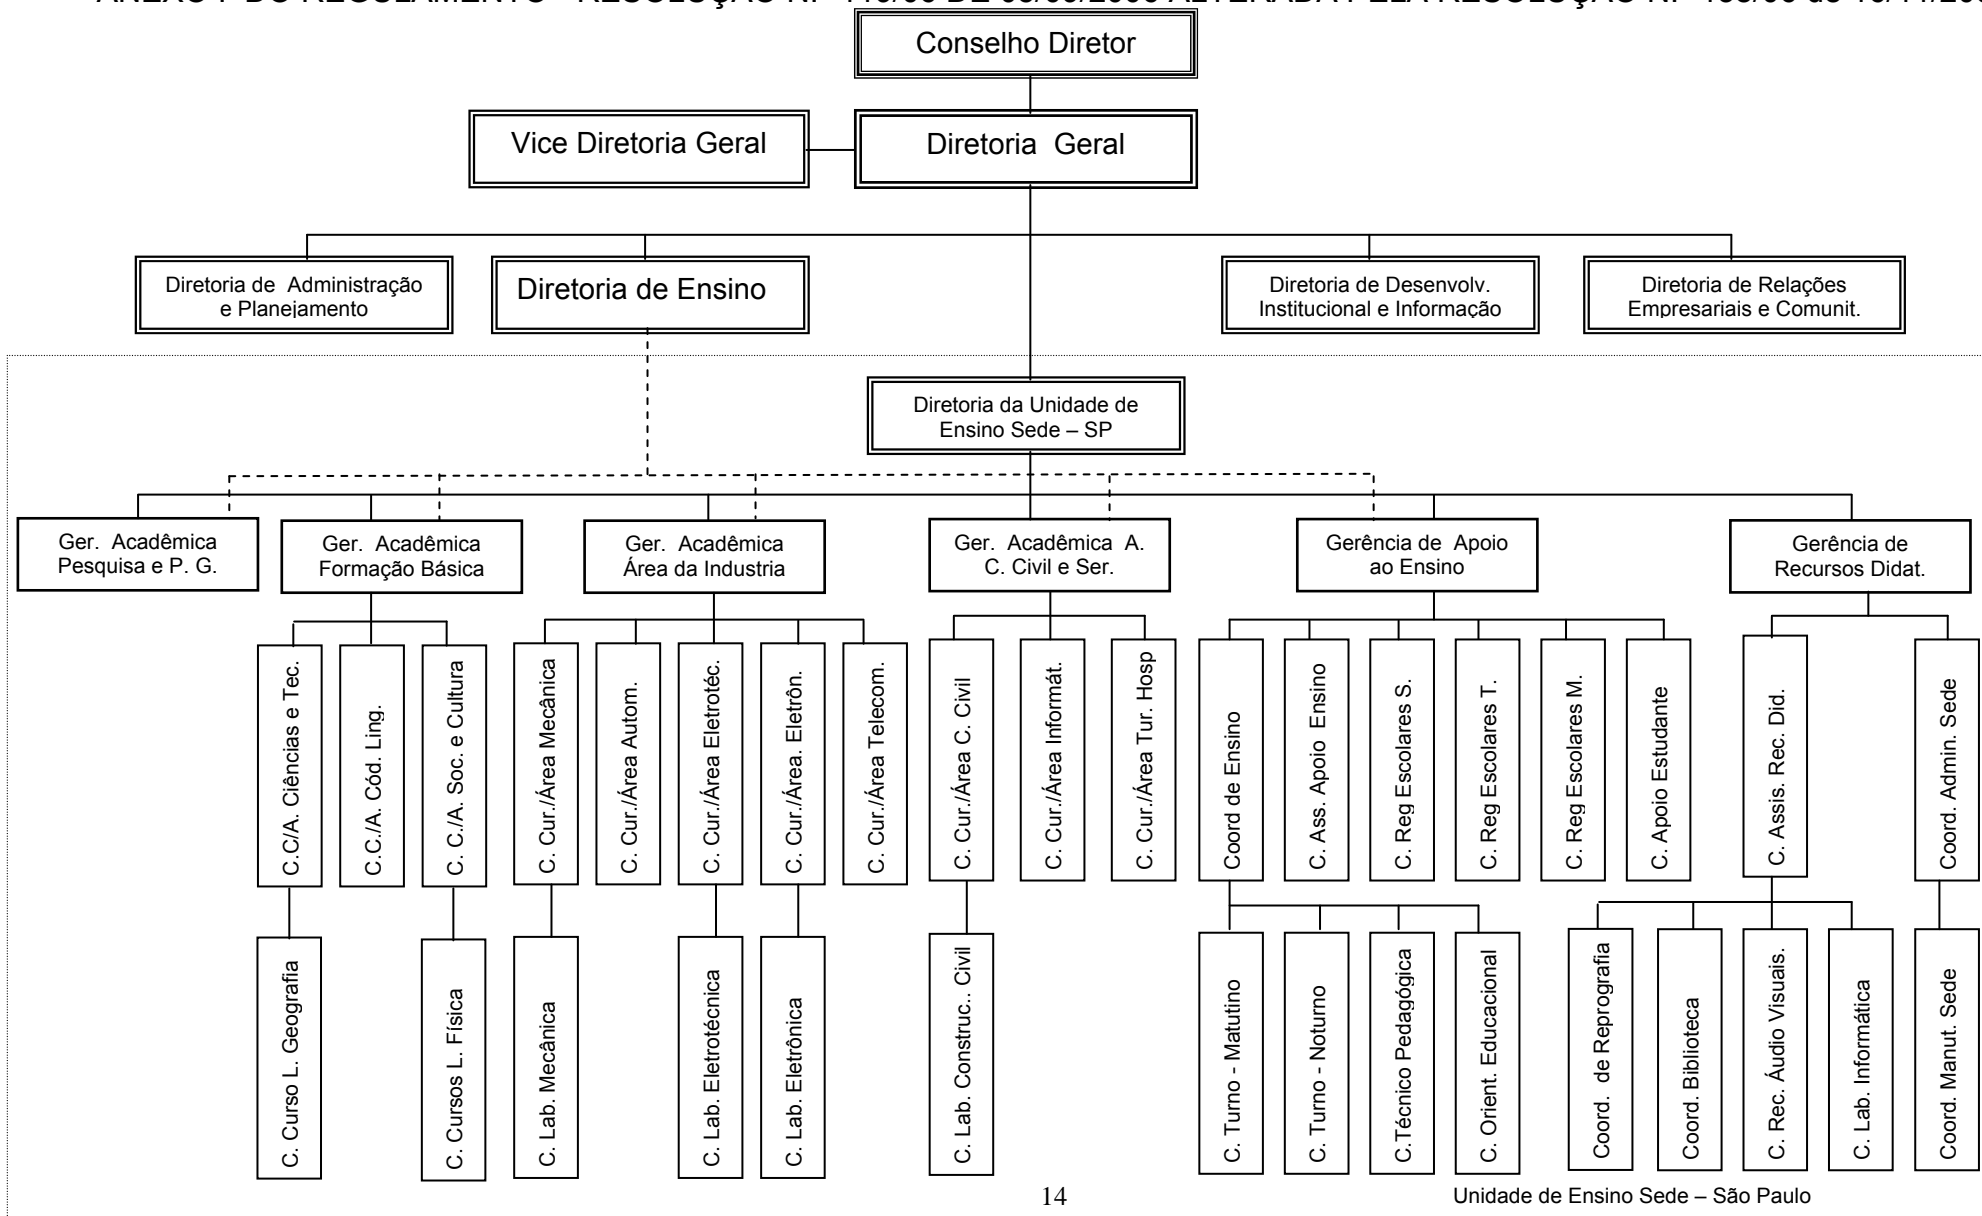 Conselho Diretor
Vice Diretoria Geral
Diretoria Geral
Diretoria de Administração
e Planejamento
Diretoria de Ensino
Diretoria de Desenvolv.
Institucional e Informação
Diretoria de Relações
Empresariais e Comunit.
Diretoria da Unidade de
Ensino Sede – SP
Ger. Acadêmica
Pesquisa e P. G.
Ger. Acadêmica
Formação Básica
Ger. Acadêmica
Área da Industria
Ger. Acadêmica A.
C. Civil e Ser.
Gerência de Apoio
ao Ensino
Gerência de
Recursos Didat.
C.C/A. Ciências e Tec.
C.C./A. Cód. Ling.
C. C./A. Soc. e Cultura
C. Cur./Área Mecânica
C. Cur./Área Autom.
C. Cur./Área Eletrotéc.
C. Cur./Área. Eletrôn.
C. Cur./Área Telecom.
C. Cur./Área C. Civil
C. Cur./Área Informát.
C. Cur./Área Tur. Hosp
Coord de Ensino
C. Ass. Apoio Ensino
C. Reg Escolares S.
C. Reg Escolares T.
C. Reg Escolares M.
C. Apoio Estudante
C. Assis. Rec. Did.
Coord. Admin. Sede
C. Curso L. Geografia
C. Cursos L. Física
C. Lab. Mecânica
C. Lab. Eletrotécnica
C. Lab. Eletrônica
C. Lab. Construc.. Civil
C. Turno - Matutino
C. Turno - Noturno
C.Técnico Pedagógica
C. Orient. Educacional
Coord. de Reprografia
Coord. Biblioteca
C. Rec. Áudio Visuais.
C. Lab. Informática
Coord. Manut. Sede
14
Unidade de Ensino Sede – São Paulo